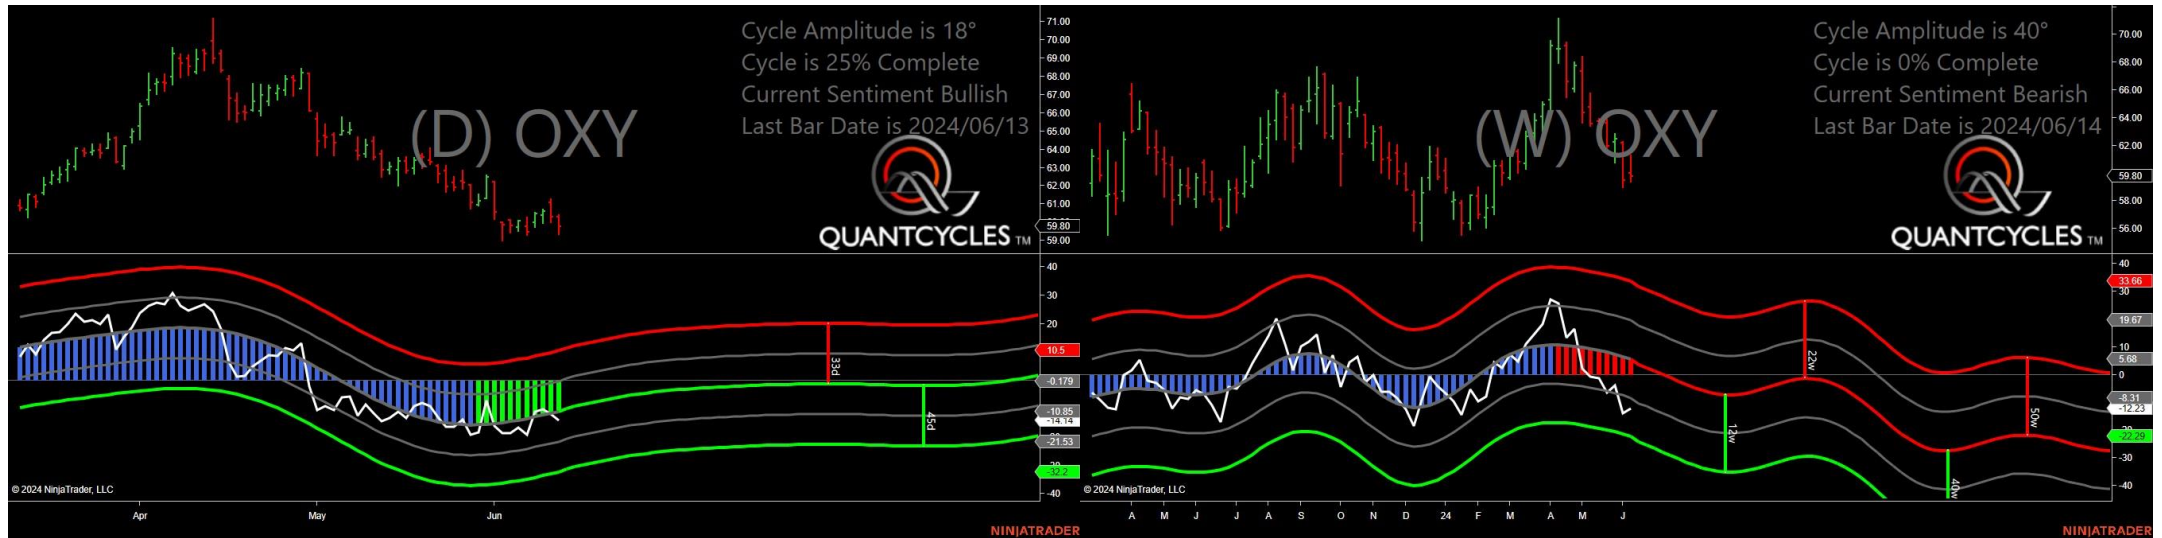 Cycle Amplitude is 18°
Cycle is 25% Complete
Current Sentiment Bullish
Last Bar Date is 2024/06/13
(D) OXY
QUANTCYCLES TM
71.00
70.00
69.00
68.00
67.00
66.00
65.00
64.00
63.00
62.00
61.00
59.80
59.00
40
30
20
10.5
-0.179
-10.85
-14.14
-21.53
-32.2
-40
33d
45d
© 2024 NinjaTrader, LLC
Apr
May
Jun
NINJATRADER
Cycle Amplitude is 40°
Cycle is 0% Complete
Current Sentiment Bearish
Last Bar Date is 2024/06/14
(W) OXY
QUANTCYCLES TM
70.00
68.00
66.00
64.00
62.00
59.80
58.00
56.00
40
33.66
30
19.67
10
5.68
0
-8.31
-12.23
-22.29
-30
-40
22w
12w
50w
40w
© 2024 NinjaTrader, LLC
A M J J A S O N D 24 F M A M J
NINJATRADER